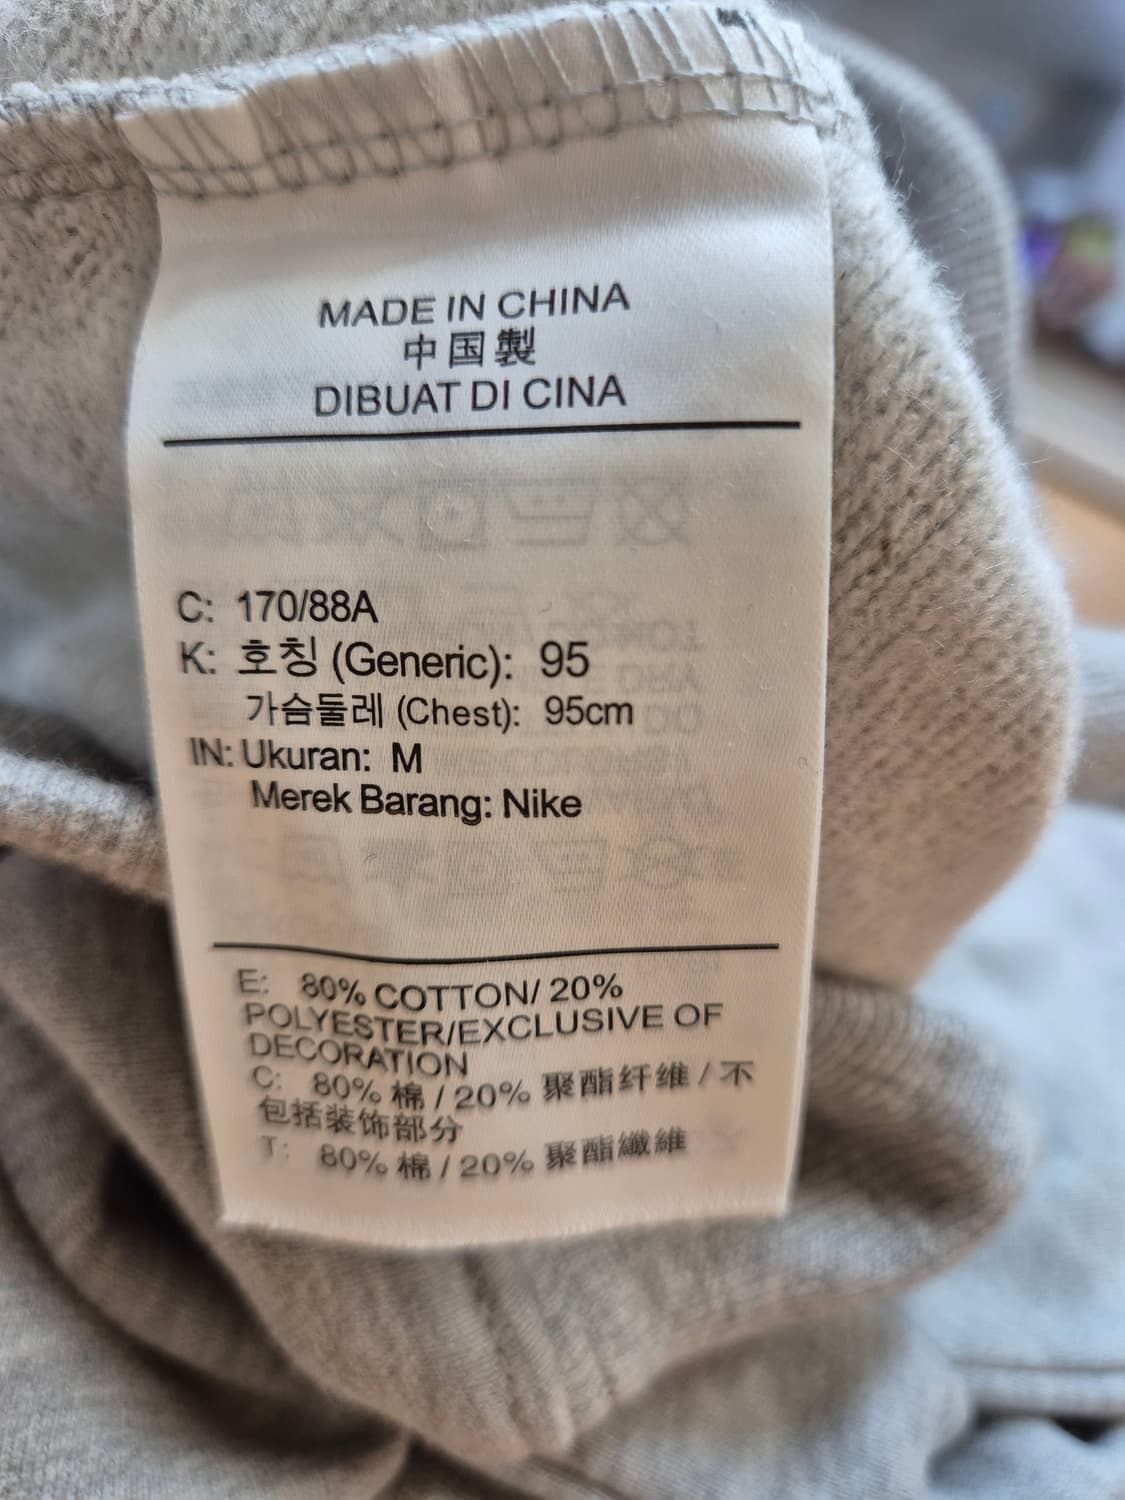 MADE IN CHINA
中国製
DIBUAT DI CINA
C: 170/88A
K: 호칭 (Generic): 95
가슴둘레 (Chest): 95cm
IN: Ukuran: M
Merek Barang: Nike
E: 80% COTTON/ 20%
POLYESTER/EXCLUSIVE OF
DECORATION
C: 80% 棉 / 20% 聚酯纤维 / 不
包括装饰部分
T: 80% 棉 / 20% 聚酯纖維